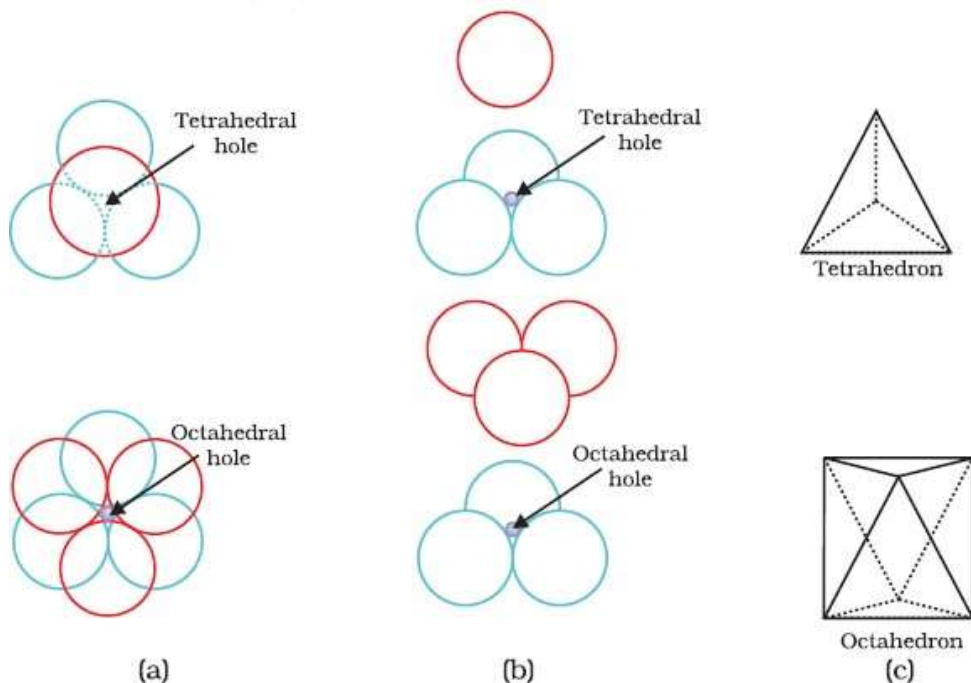 Tetrahedral
hole
Tetrahedral
hole
Tetrahedron
Octahedral
hole
Octahedral
hole
Octahedron
(a)
(b)
(c)